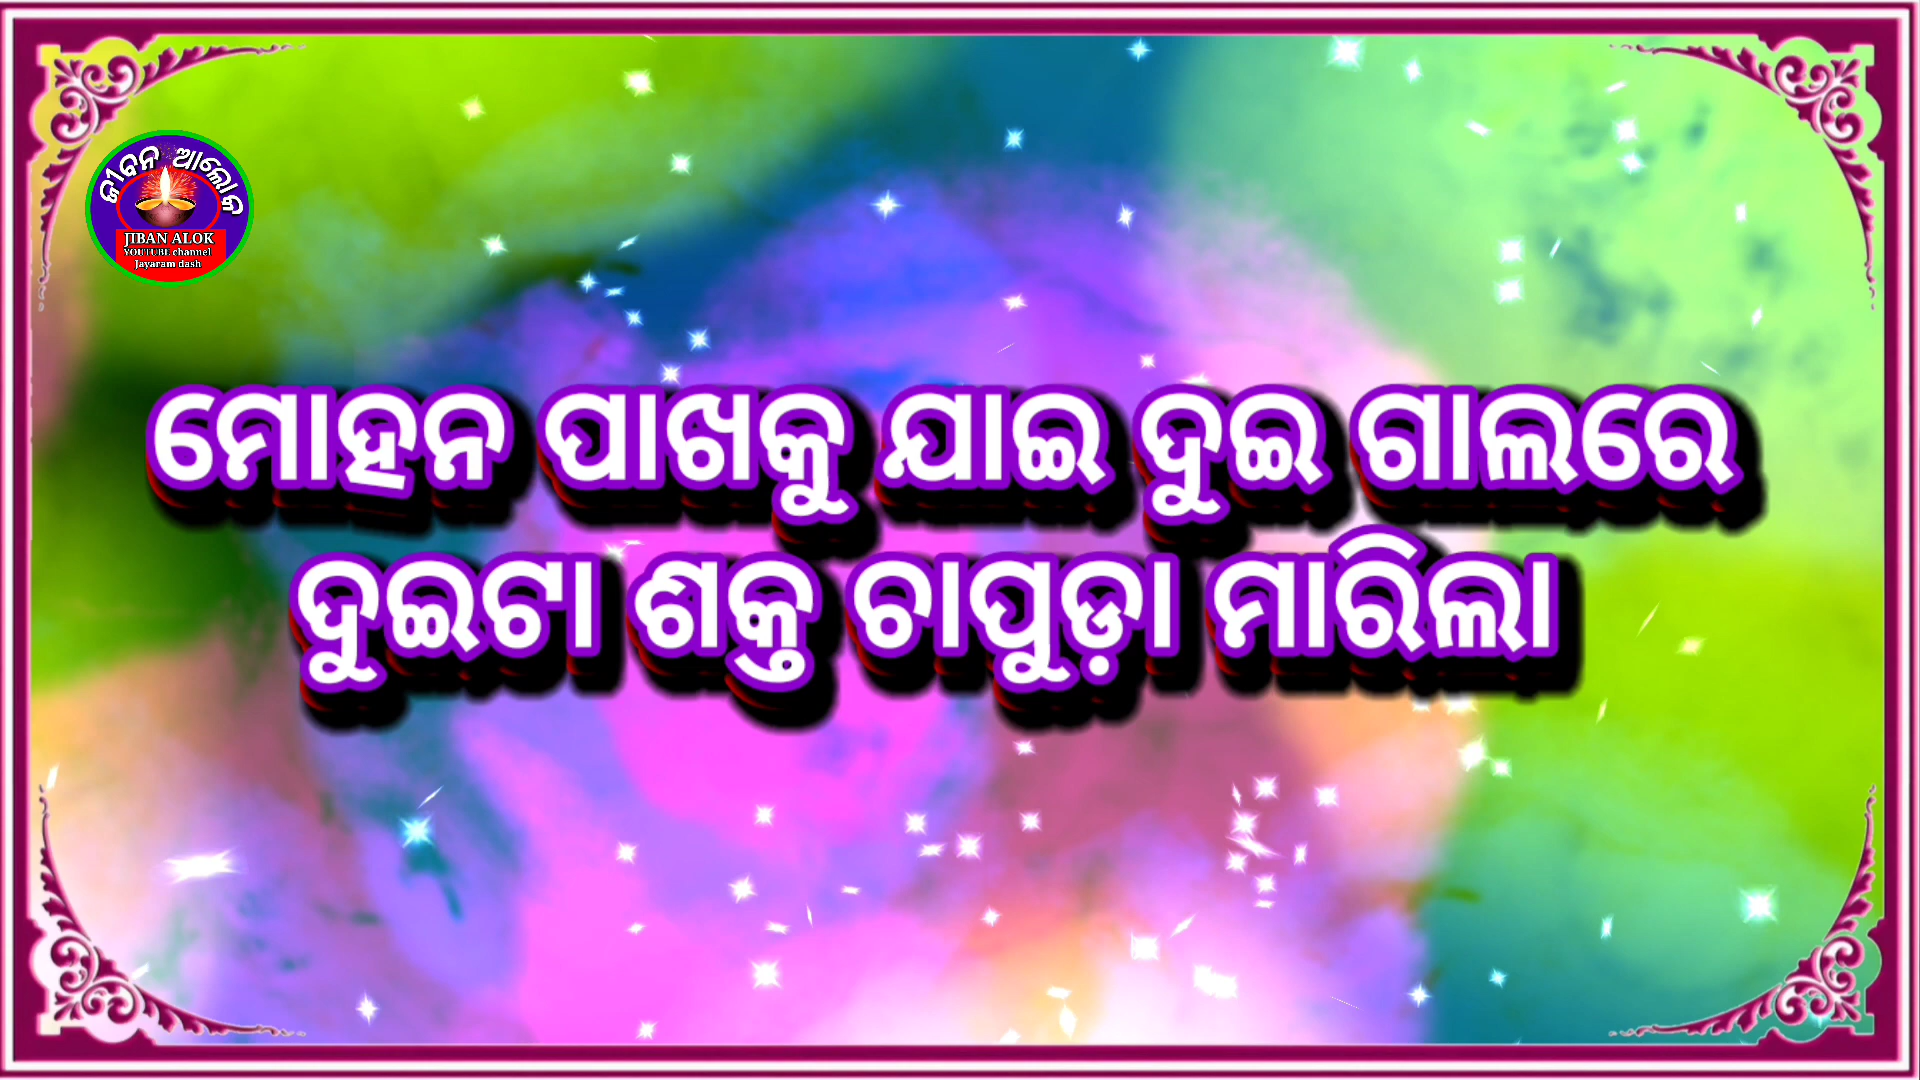 ଜୀବନ ଆଲୋକ
JIBAN ALOK
YOUTUBE channel
Jayaram dash
ମୋହନ ପାଖକୁ ଯାଇ ଦୁଇ ଗାଲରେ
ଦୁଇଟା ଶକ୍ତ ଚାପୁଡ଼ା ମାରିଲା